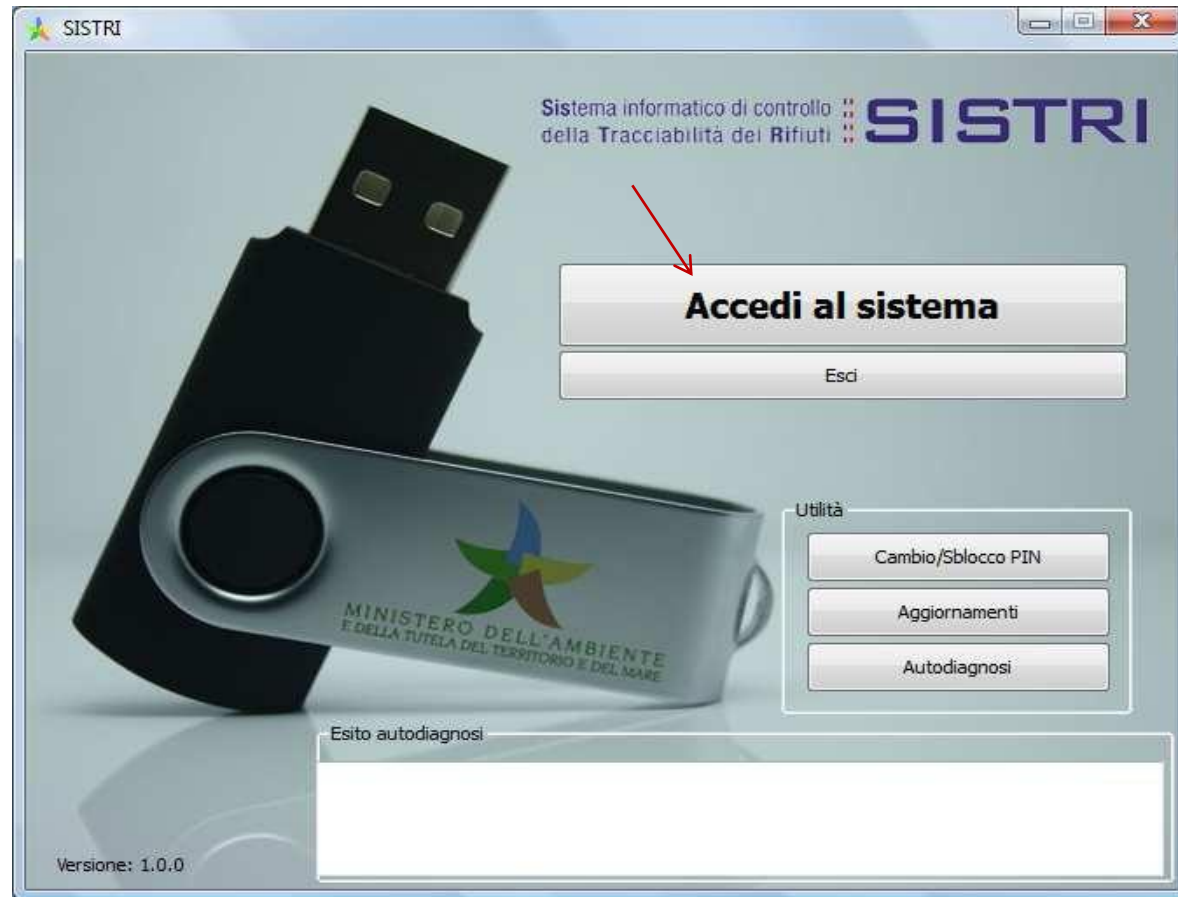 SISTRI
Sistema informatico di controllo
della Tracciabilità dei Rifiuti
SISTRI
Accedi al sistema
Esci
Utilità
Cambio/Sblocco PIN
Aggiornamenti
Autodiagnosi
MINISTERO DELL'AMBIENTE
E DELLA TUTELA DEL TERRITORIO E DEL MARE
Esito autodiagnosi
Versione: 1.0.0